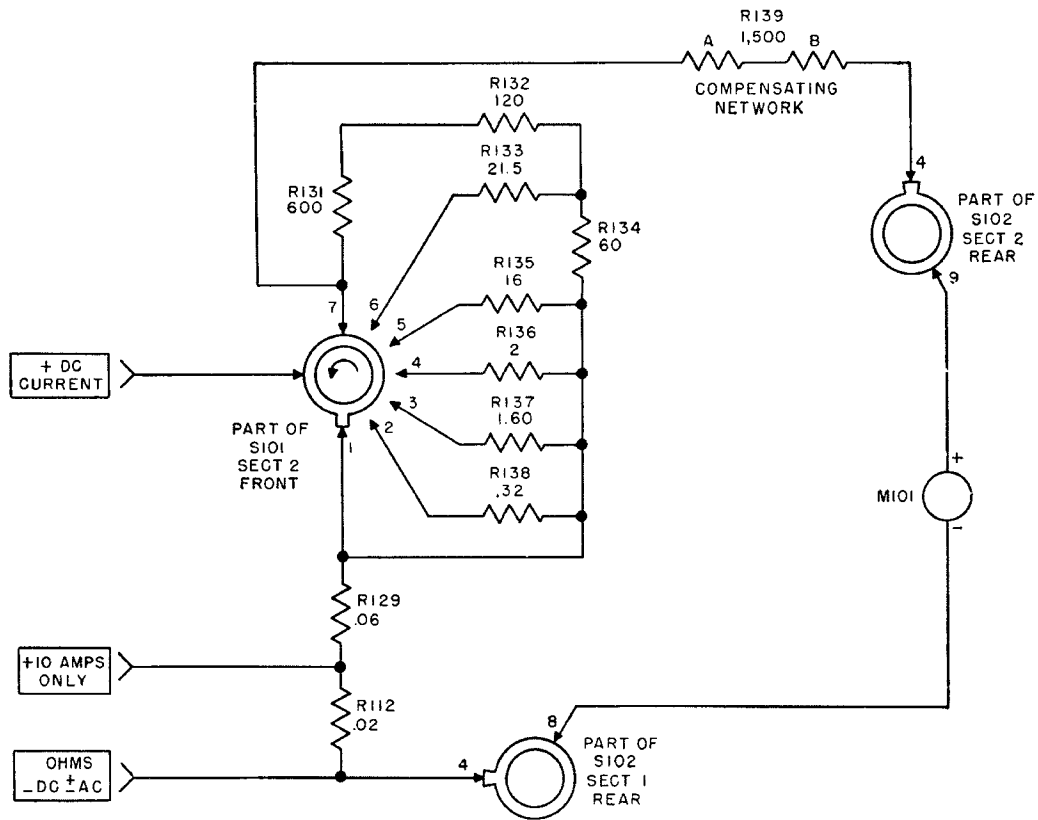 R139
1,500
A
B
COMPENSATING
NETWORK
R132
120
R133
21.5
R131
600
R134
60
4
PART OF
S102
SECT 2
REAR
9
R135
16
7
6
5
R136
2
4
+ DC
CURRENT
R137
1.60
3
2
PART OF
S101
SECT 2
FRONT
1
R138
.32
+
M101
-
R129
.06
+10 AMPS
ONLY
R112
.02
8
PART OF
S102
SECT 1
REAR
4
OHMS
-DC ± AC